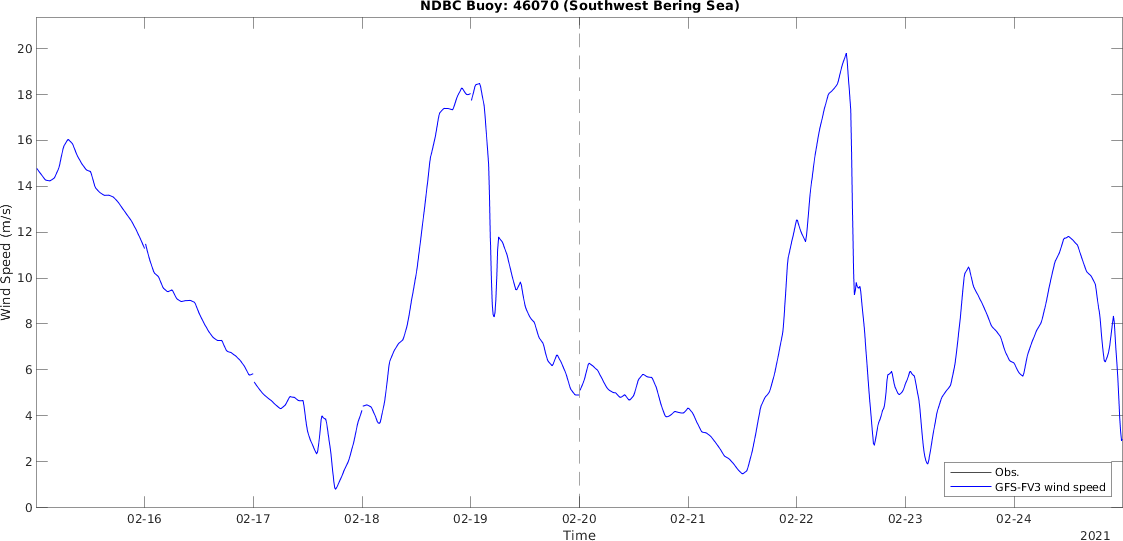 NDBC Buoy: 46070 (Southwest Bering Sea)
20
18
16
14
12
10
8
6
4
2
0
Wind Speed (m/s)
02-16 02-17 02-18 02-19 02-20 02-21 02-22 02-23 02-24
Time
2021
Obs.
GFS-FV3 wind speed